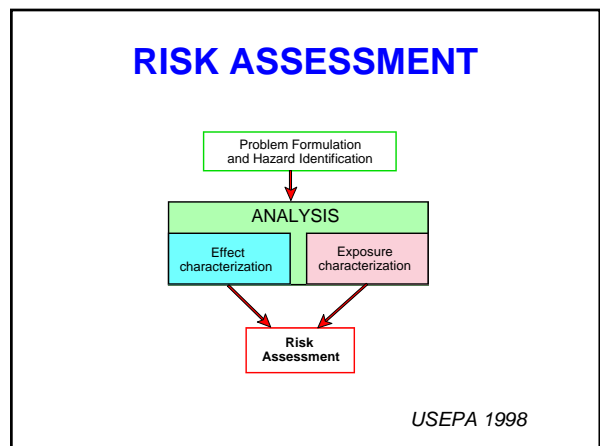 RISK ASSESSMENT
Problem Formulation
and Hazard Identification
ANALYSIS
Effect
characterization
Exposure
characterization
Risk
Assessment
USEPA 1998